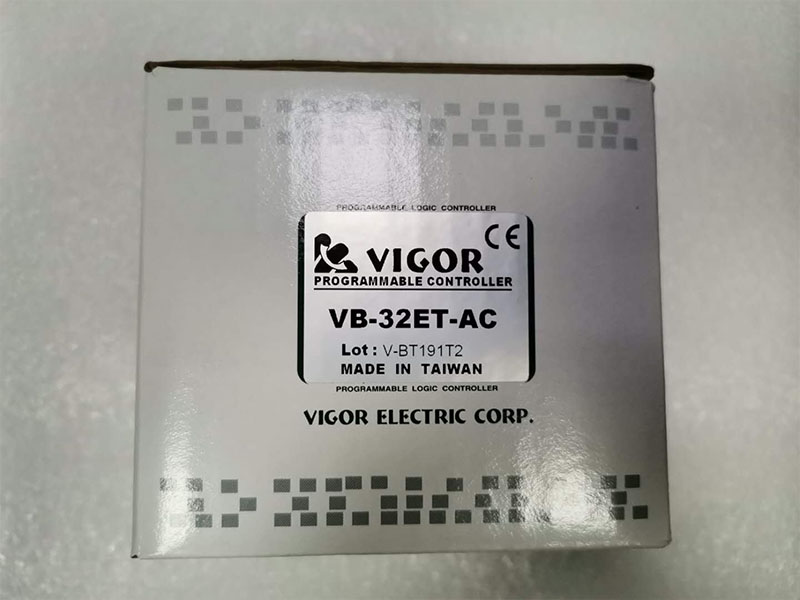 PROGRAMMABLE LOGIC CONTROLLER
CE
VIGOR
PROGRAMMABLE CONTROLLER
VB-32ET-AC
Lot : V-BT191T2
MADE IN TAIWAN
PROGRAMMABLE LOGIC CONTROLLER
VIGOR ELECTRIC CORP.